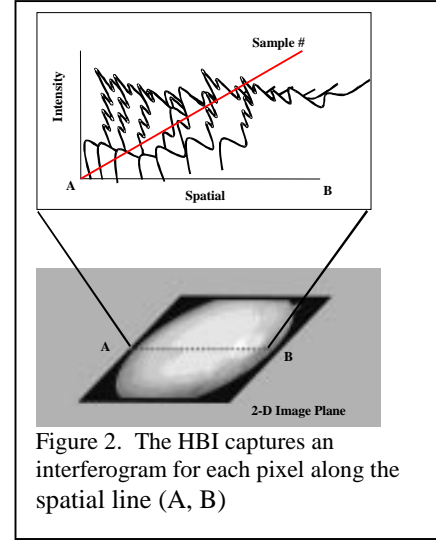 Sample #
Intensity
A
B
Spatial
A
B
2-D Image Plane
Figure 2.  The HBI captures an
interferogram for each pixel along the
spatial line (A, B)